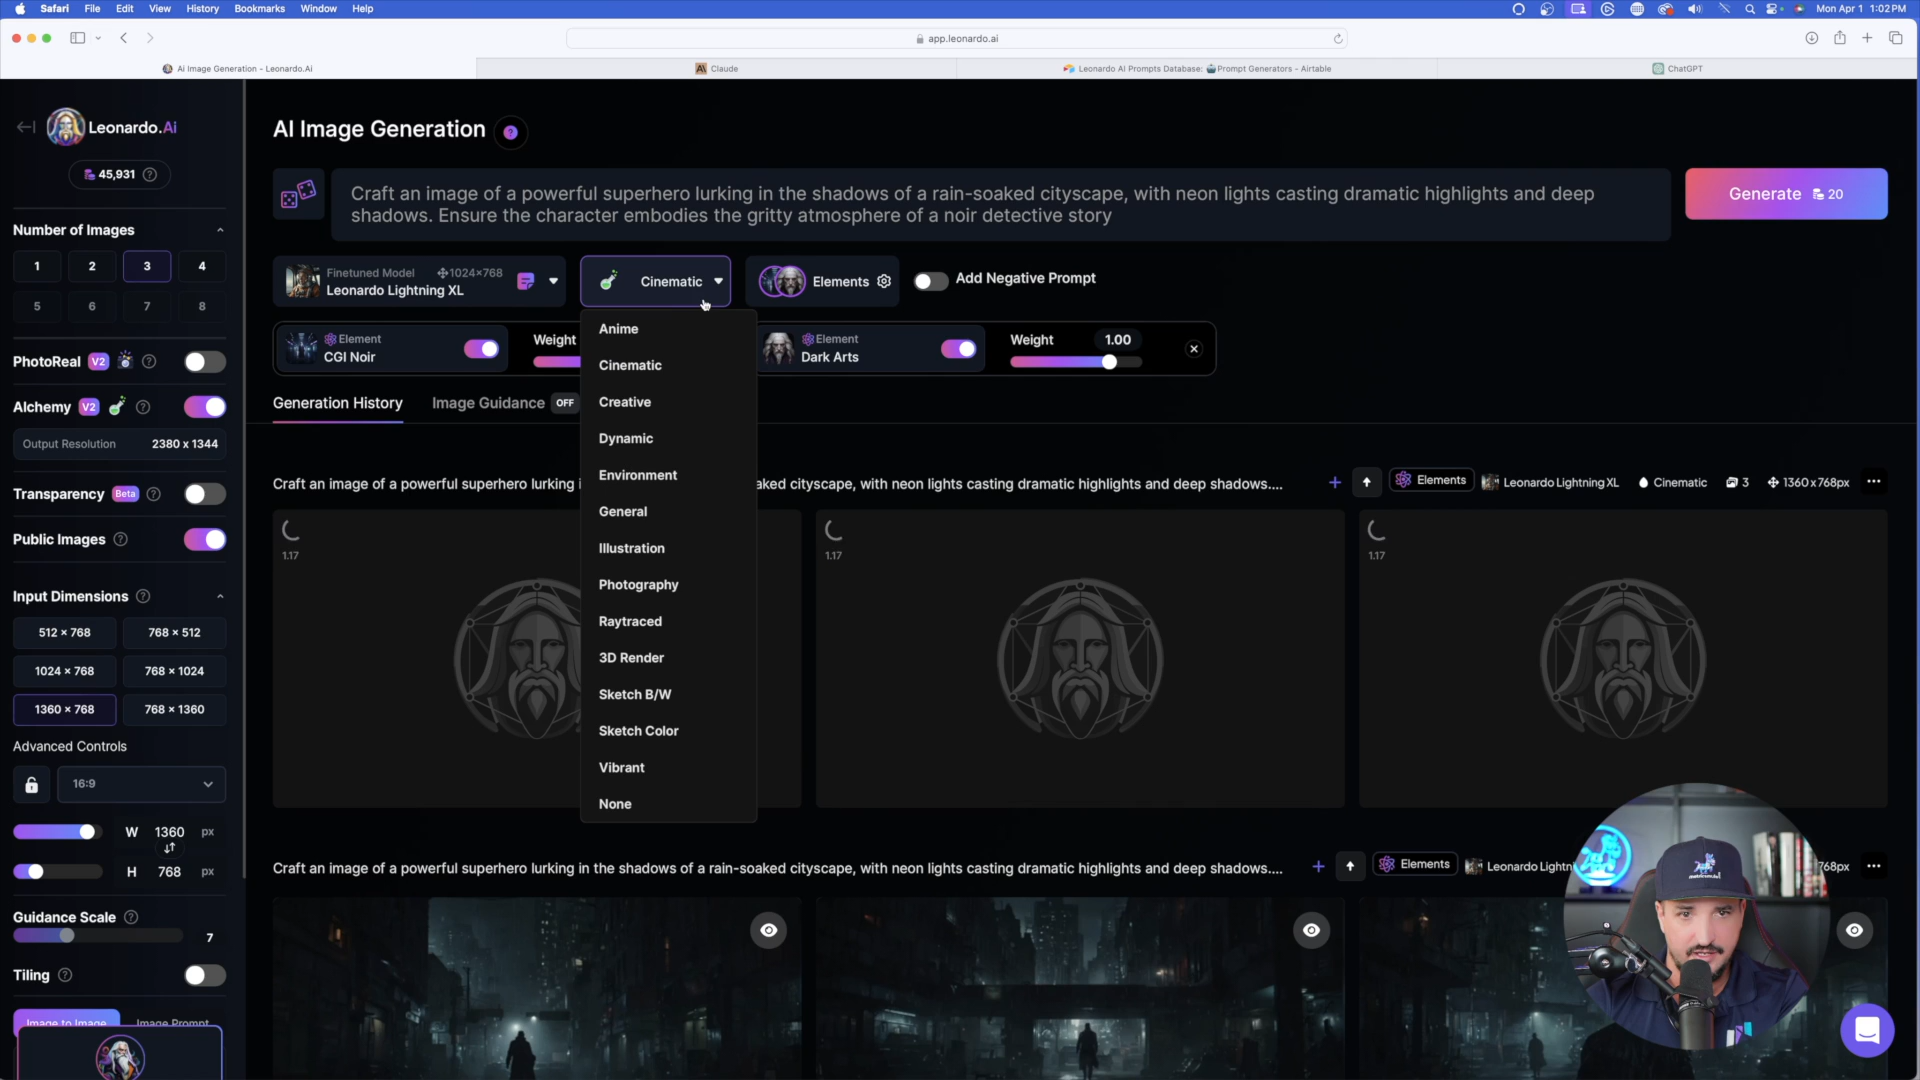 Safari File Edit View History Bookmarks Window Help
Mon Apr 1 1:02 PM
app.leonardo.ai
Ai Image Generation – Leonardo.Ai
Claude
Leonardo AI Prompts Database: Prompt Generators - Airtable
ChatGPT
Leonardo.Ai
45,931
Number of Images
1 2 3 4
5 6 7 8
PhotoReal V2
Alchemy V2
Output Resolution 2380 x 1344
Transparency Beta
Public Images
Input Dimensions
512 × 768 768 × 512
1024 × 768 768 × 1024
1360 × 768 768 × 1360
Advanced Controls
16:9
W 1360 px
H 768 px
Guidance Scale
7
Tiling
Image to Image Image Prompt
AI Image Generation
Craft an image of a powerful superhero lurking in the shadows of a rain-soaked cityscape, with neon lights casting dramatic highlights and deep
shadows. Ensure the character embodies the gritty atmosphere of a noir detective story
Generate 20
Finetuned Model 1024×768
Leonardo Lightning XL
Cinematic
Elements
Add Negative Prompt
Element
CGI Noir
Weight
Element
Dark Arts
Weight 1.00
Anime
Cinematic
Creative
Dynamic
Environment
General
Illustration
Photography
Raytraced
3D Render
Sketch B/W
Sketch Color
Vibrant
None
Generation History Image Guidance OFF
Craft an image of a powerful superhero lurking i
aked cityscape, with neon lights casting dramatic highlights and deep shadows....
Elements Leonardo Lightning XL Cinematic 3 1360 x 768px
1.17 1.17 1.17
Craft an image of a powerful superhero lurking in the shadows of a rain-soaked cityscape, with neon lights casting dramatic highlights and deep shadows....
Elements Leonardo Lightn 768px